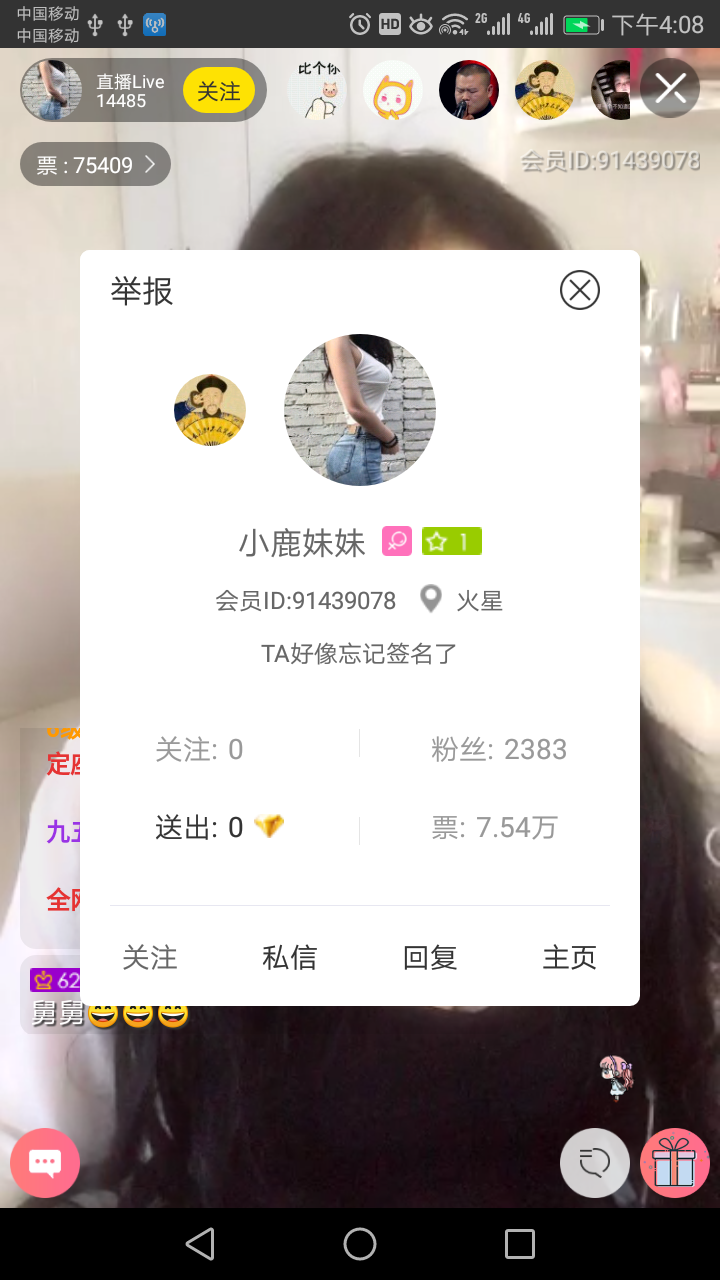 中国移动
中国移动
HD
2G
4G
下午4:08
直播Live
14485
关注
比个你
票 : 75409
会员ID:91439078
举报
小鹿妹妹
1
会员ID:91439078
火星
TA好像忘记签名了
关注: 0
粉丝: 2383
送出: 0
票: 7.54万
定座
九五
全网
关注
私信
回复
主页
62
舅舅😄😄😄